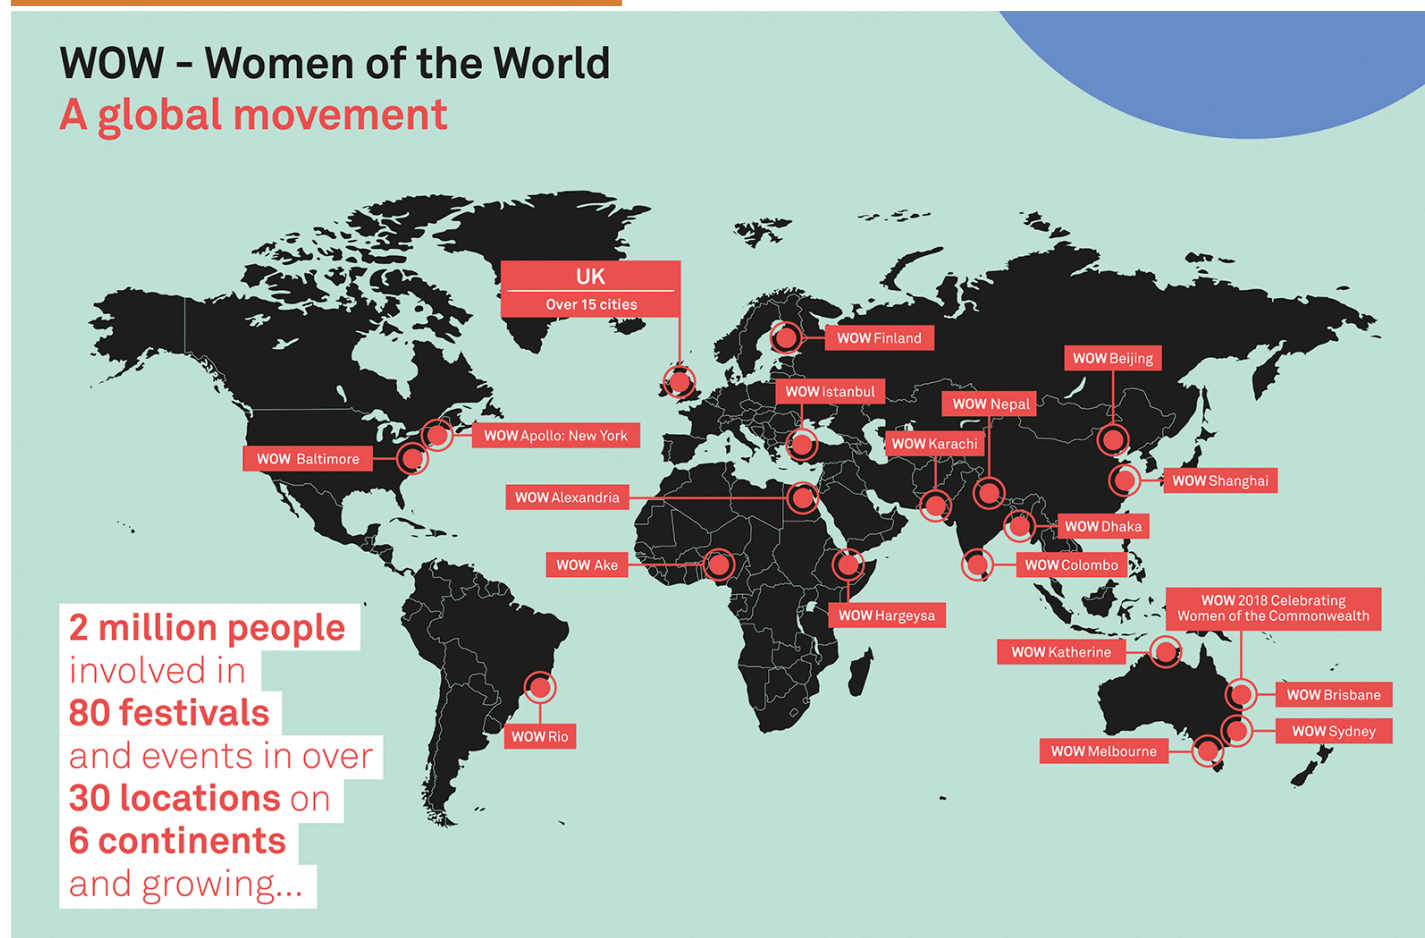 WOW - Women of the World
A global movement
UK
Over 15 cities
WOW Finland
WOW Beijing
WOW Istanbul
WOW Nepal
WOW Apollo: New York
WOW Karachi
WOW Baltimore
WOW Shanghai
WOW Alexandria
WOW Dhaka
WOW Ake
WOW Colombo
WOW 2018 Celebrating
Women of the Commonwealth
WOW Hargeysa
WOW Katherine
WOW Brisbane
WOW Rio
WOW Sydney
WOW Melbourne
2 million people
involved in
80 festivals
and events in over
30 locations on
6 continents
and growing...